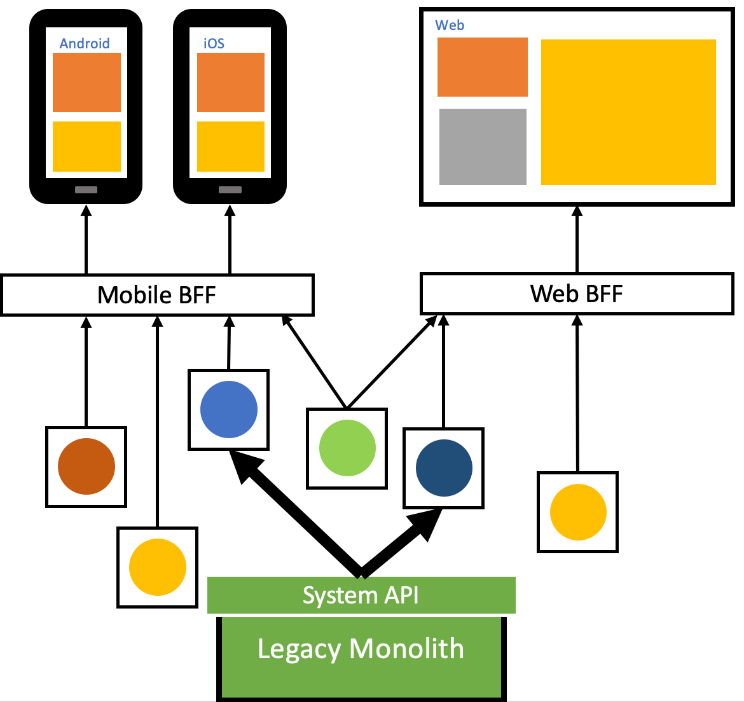 Android
iOS
Web
Mobile BFF
Web BFF
System API
Legacy Monolith